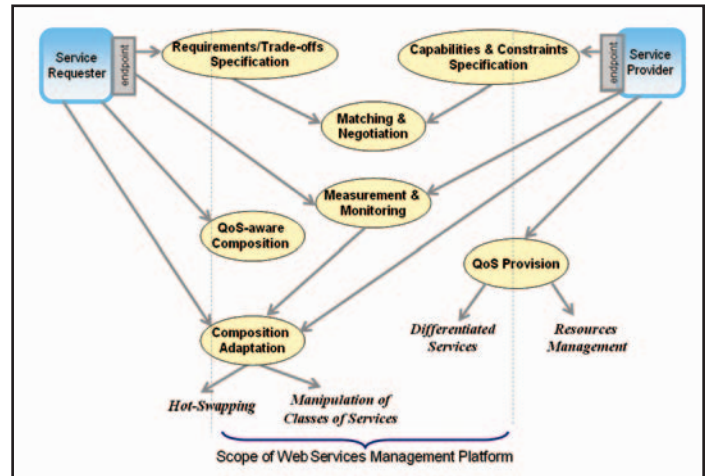 Service
Requester
endpoint
Requirements/Trade-offs
Specification
Capabilities & Constraints
Specification
endpoint
Service
Provider
Matching &
Negotiation
Measurement &
Monitoring
QoS-aware
Composition
QoS Provision
Composition
Adaptation
Differentiated
Services
Resources
Management
Hot-Swapping
Manipulation of
Classes of Services
Scope of Web Services Management Platform